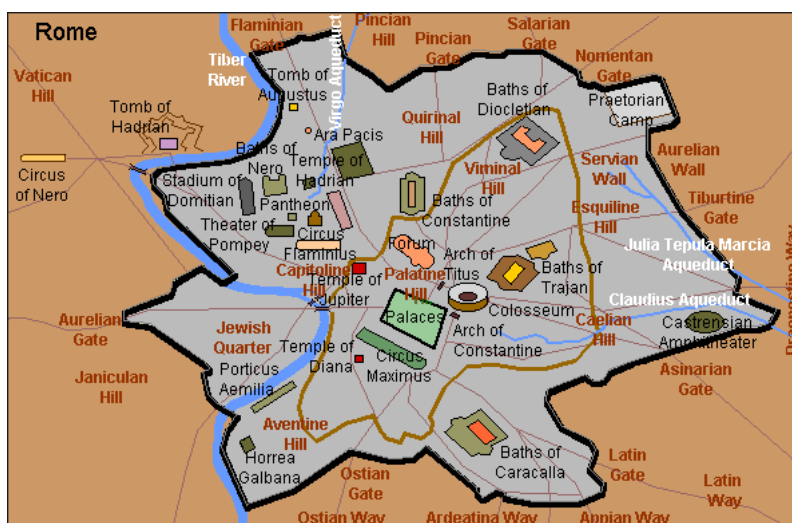 Rome
Flaminian
Gate
Pincian
Hill
Pincian
Gate
Salarian
Gate
Nomentan
Gate
Vatican
Hill
Tiber
River
Tomb of
Augustus
Virgo Aqueduct
Baths of
Diocletian
Praetorian
Camp
Tomb of
Hadrian
Ara Pacis
Quirinal
Hill
Circus
of Nero
Baths of
Nero
Temple of
Hadrian
Viminal
Hill
Servian
Wall
Aurelian
Wall
Stadium of
Domitian
Pantheon
Baths of
Constantine
Tiburtine
Gate
Theater of
Pompey
Circus
Flaminius
Forum
Esquiline
Hill
Arch of
Titus
Julia Tepula Marcia
Aqueduct
Capitoline
Hill
Temple of
Jupiter
Palatine
Hill
Baths of
Trajan
Colosseum
Claudius Aqueduct
Aurelian
Gate
Jewish
Quarter
Palaces
Arch of
Constantine
Caelian
Hill
Castrensian
Amphitheater
Temple of
Diana
Circus
Maximus
Janiculan
Hill
Porticus
Aemilia
Asinarian
Gate
Aventine
Hill
Horrea
Galbana
Baths of
Caracalla
Ostian
Gate
Latin
Gate
Latin
Way
Ostian Way
Ardeatina Way
Appian Way